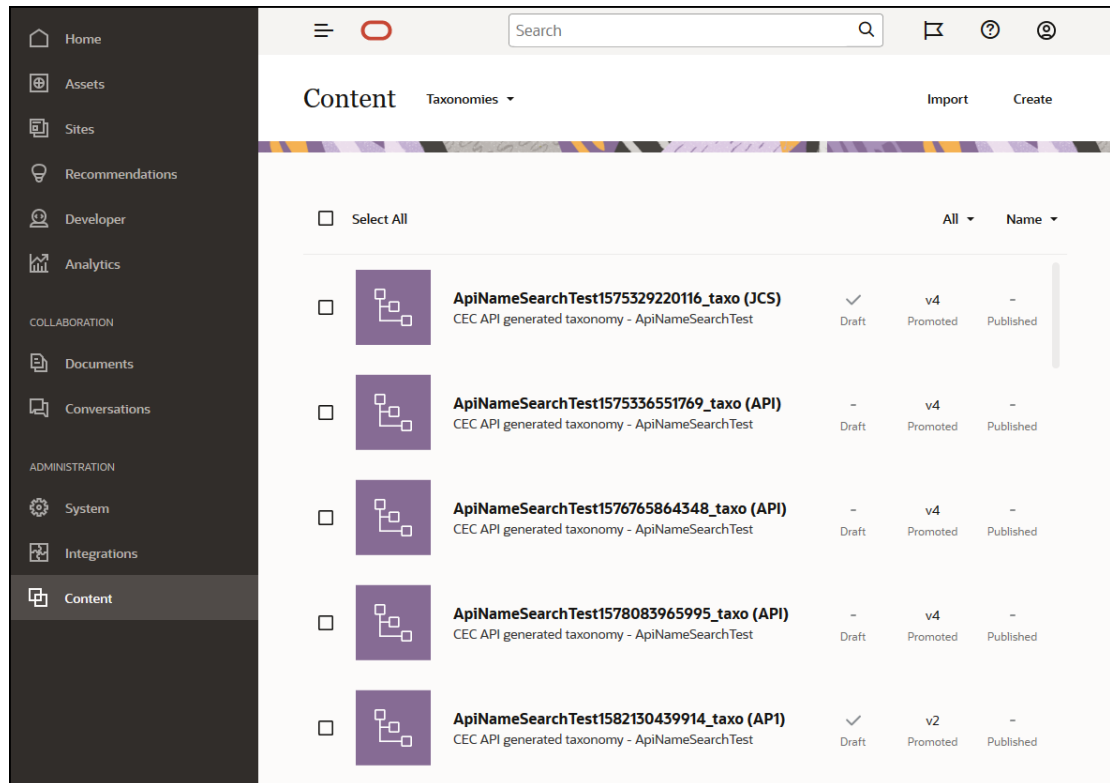 Home
Assets
Sites
Recommendations
Developer
Analytics
COLLABORATION
Documents
Conversations
ADMINISTRATION
System
Integrations
Content
Search
Content Taxonomies Import Create
Select All All Name
ApiNameSearchTest1575329220116_taxo (JCS)
CEC API generated taxonomy - ApiNameSearchTest
v4
Draft Promoted Published
ApiNameSearchTest1575336551769_taxo (API)
CEC API generated taxonomy - ApiNameSearchTest
- v4 -
Draft Promoted Published
ApiNameSearchTest1576765864348_taxo (API)
CEC API generated taxonomy - ApiNameSearchTest
- v4 -
Draft Promoted Published
ApiNameSearchTest1578083965995_taxo (API)
CEC API generated taxonomy - ApiNameSearchTest
- v4 -
Draft Promoted Published
ApiNameSearchTest1582130439914_taxo (AP1)
CEC API generated taxonomy - ApiNameSearchTest
v2 -
Draft Promoted Published